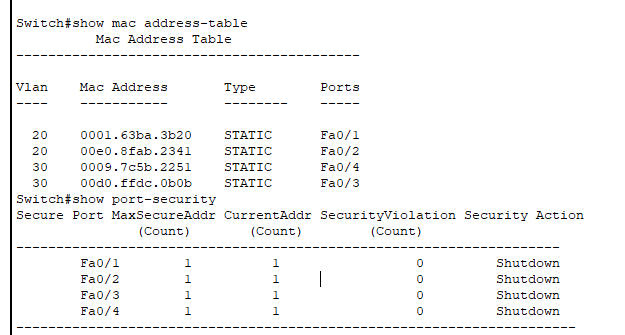 Switch#show mac address-table
Mac Address Table
-------------------------------------------
Vlan Mac Address Type Ports
---- ----------- -------- -----
20 0001.63ba.3b20 STATIC Fa0/1
20 00e0.8fab.2341 STATIC Fa0/2
30 0009.7c5b.2251 STATIC Fa0/4
30 00d0.ffdc.0b0b STATIC Fa0/3
Switch#show port-security
Secure Port MaxSecureAddr CurrentAddr SecurityViolation Security Action
(Count) (Count) (Count)
--------------------------------------------------------------------
Fa0/1 1 1 0 Shutdown
Fa0/2 1 1 0 Shutdown
Fa0/3 1 1 0 Shutdown
Fa0/4 1 1 0 Shutdown
----------------------------------------------------------------------